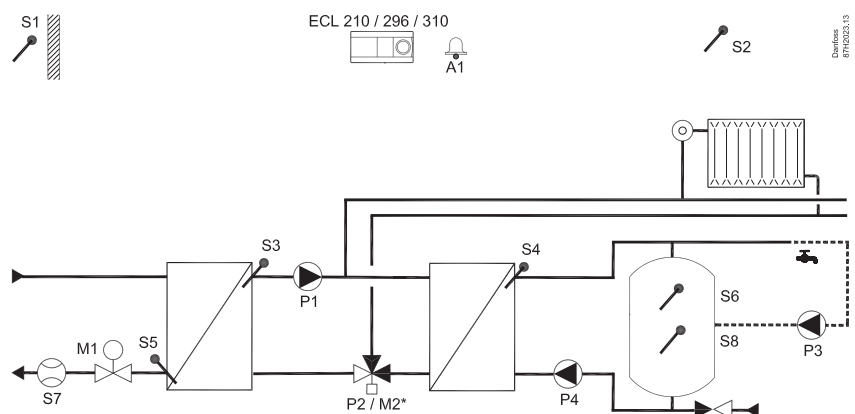 S1
ECL 210 / 296 / 310
A1
S2
Danfoss
87H2023.13
S3
S4
P1
S6
S8
P3
M1
S5
S7
P2 / M2*
P4